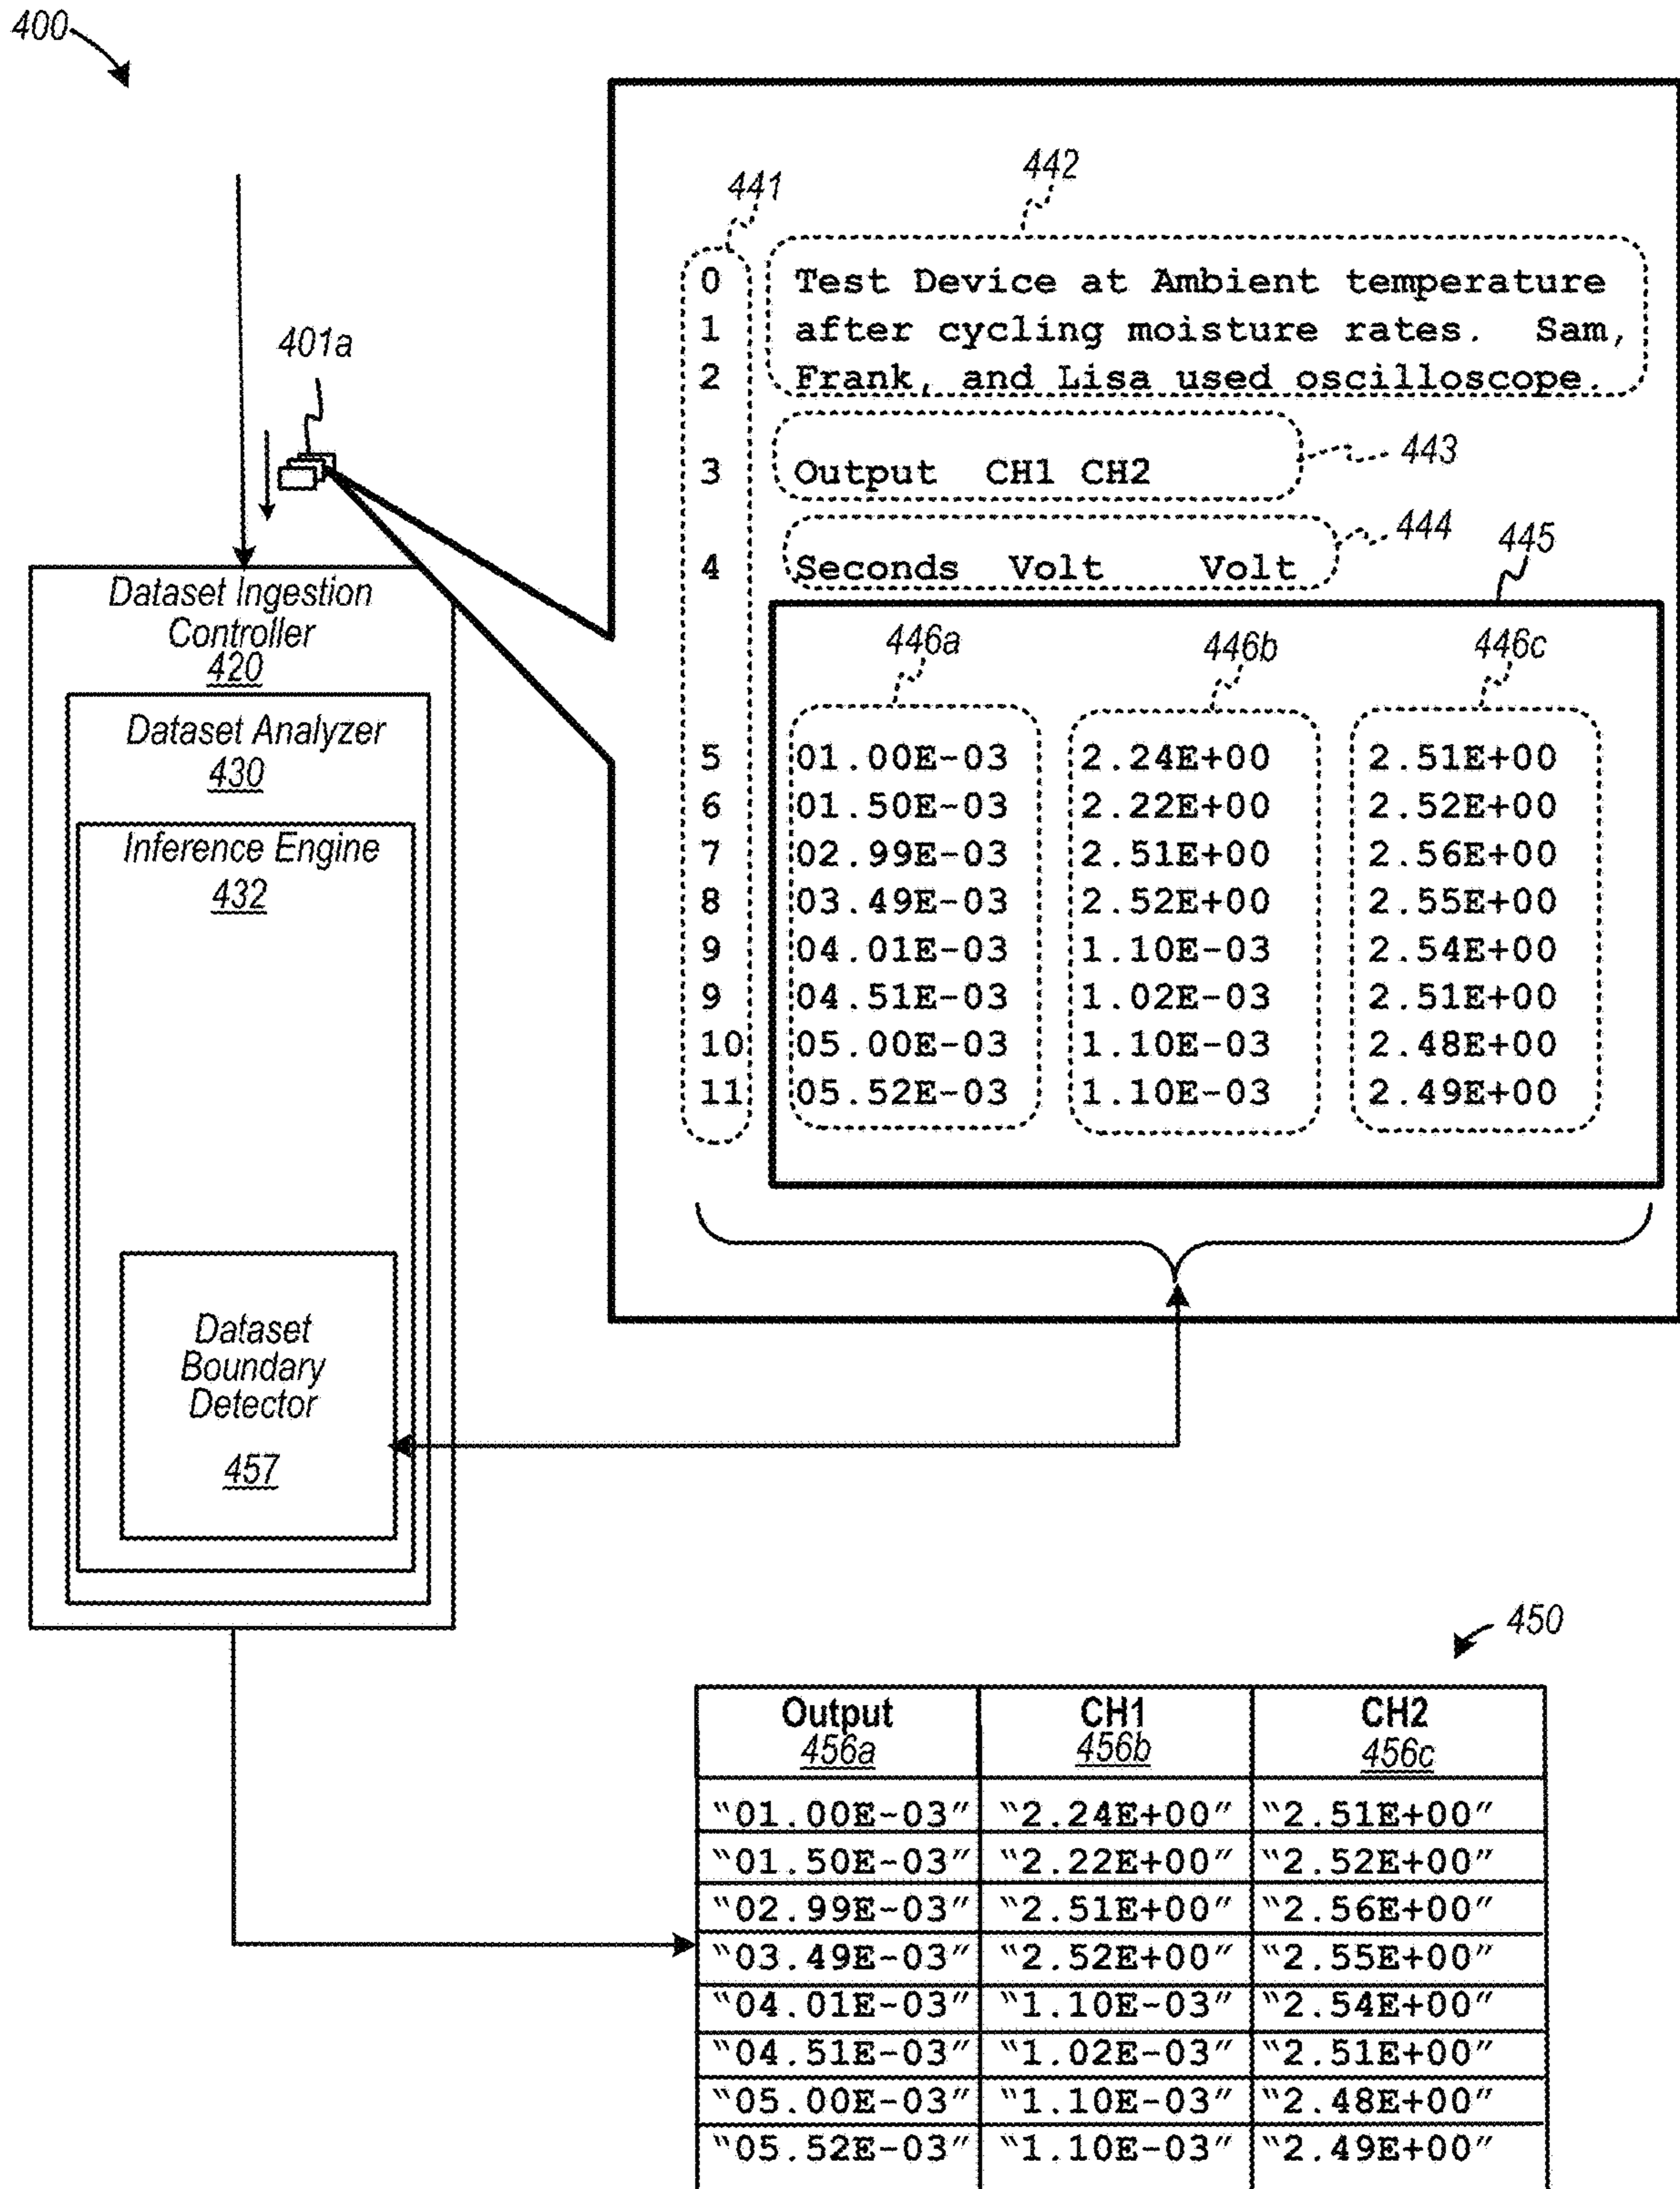 400
441
442
0 Test Device at Ambient temperature
1 after cycling moisture rates. Sam,
2 Frank, and Lisa used oscilloscope.
401a
443
3 Output CH1 CH2
444
445
4 Seconds Volt Volt
446a 446b 446c
5 01.00E-03 2.24E+00 2.51E+00
6 01.50E-03 2.22E+00 2.52E+00
7 02.99E-03 2.51E+00 2.56E+00
8 03.49E-03 2.52E+00 2.55E+00
9 04.01E-03 1.10E-03 2.54E+00
9 04.51E-03 1.02E-03 2.51E+00
10 05.00E-03 1.10E-03 2.48E+00
11 05.52E-03 1.10E-03 2.49E+00
Dataset Ingestion
Controller
420
Dataset Analyzer
430
Inference Engine
432
Dataset
Boundary
Detector
457
450
Output CH1 CH2
456a 456b 456c
"01.00E-03" "2.24E+00" "2.51E+00"
"01.50E-03" "2.22E+00" "2.52E+00"
"02.99E-03" "2.51E+00" "2.56E+00"
"03.49E-03" "2.52E+00" "2.55E+00"
"04.01E-03" "1.10E-03" "2.54E+00"
"04.51E-03" "1.02E-03" "2.51E+00"
"05.00E-03" "1.10E-03" "2.48E+00"
"05.52E-03" "1.10E-03" "2.49E+00"